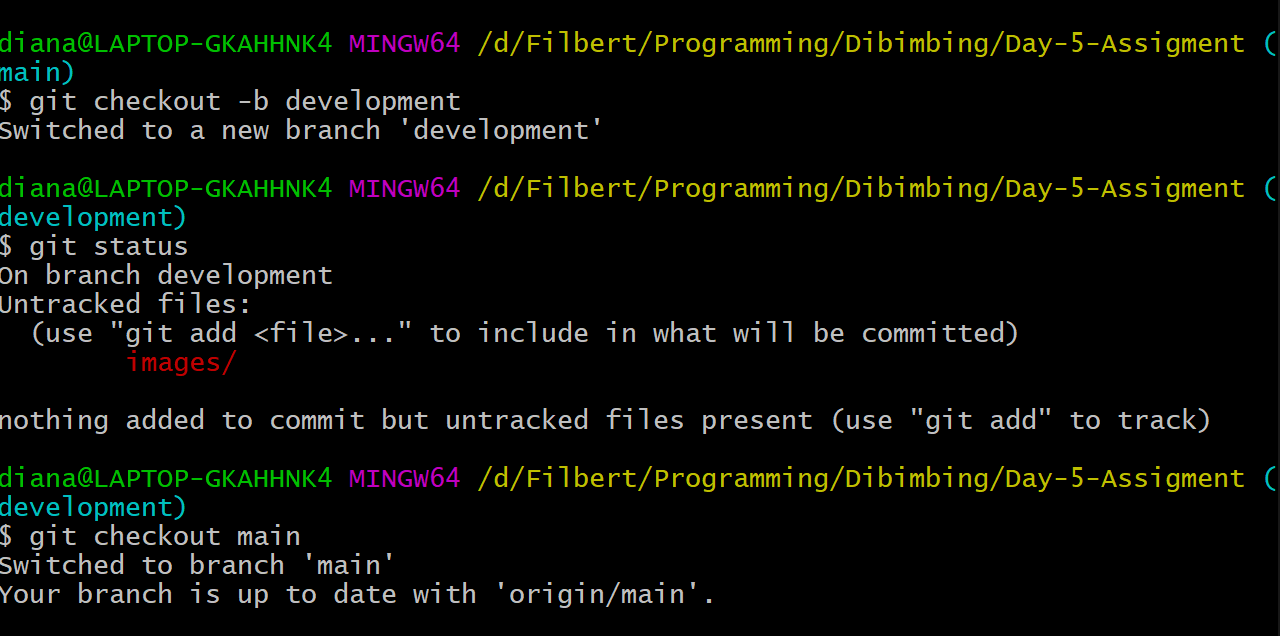 diana@LAPTOP-GKAHHNK4 MINGW64 /d/Filbert/Programming/Dibimbing/Day-5-Assigment (
main)
$ git checkout -b development
Switched to a new branch 'development'
diana@LAPTOP-GKAHHNK4 MINGW64 /d/Filbert/Programming/Dibimbing/Day-5-Assigment (
development)
$ git status
On branch development
Untracked files:
  (use "git add <file>..." to include in what will be committed)
        images/
nothing added to commit but untracked files present (use "git add" to track)
diana@LAPTOP-GKAHHNK4 MINGW64 /d/Filbert/Programming/Dibimbing/Day-5-Assigment (
development)
$ git checkout main
Switched to branch 'main'
Your branch is up to date with 'origin/main'.